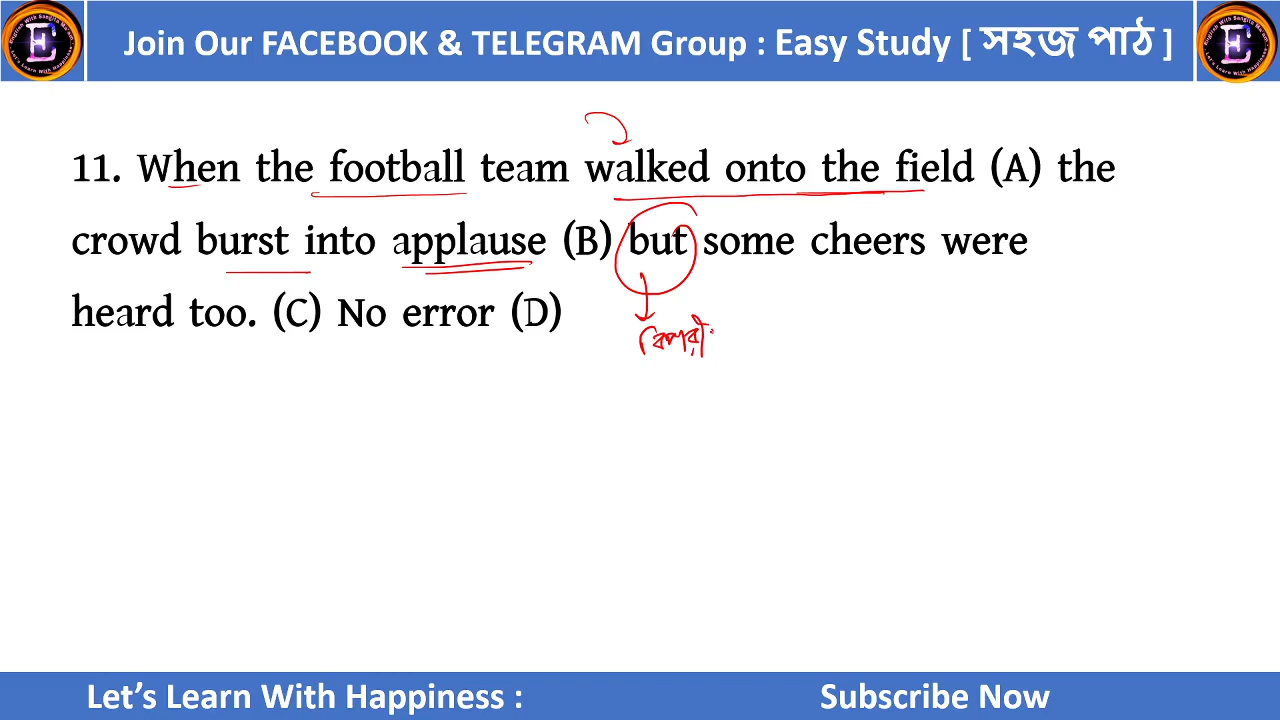 Join Our FACEBOOK & TELEGRAM Group : Easy Study [ সহজ পাঠ ]
11. When the football team walked onto the field (A) the
crowd burst into applause (B) but some cheers were
heard too. (C) No error (D)
বিপরী
Let's Learn With Happiness :
Subscribe Now